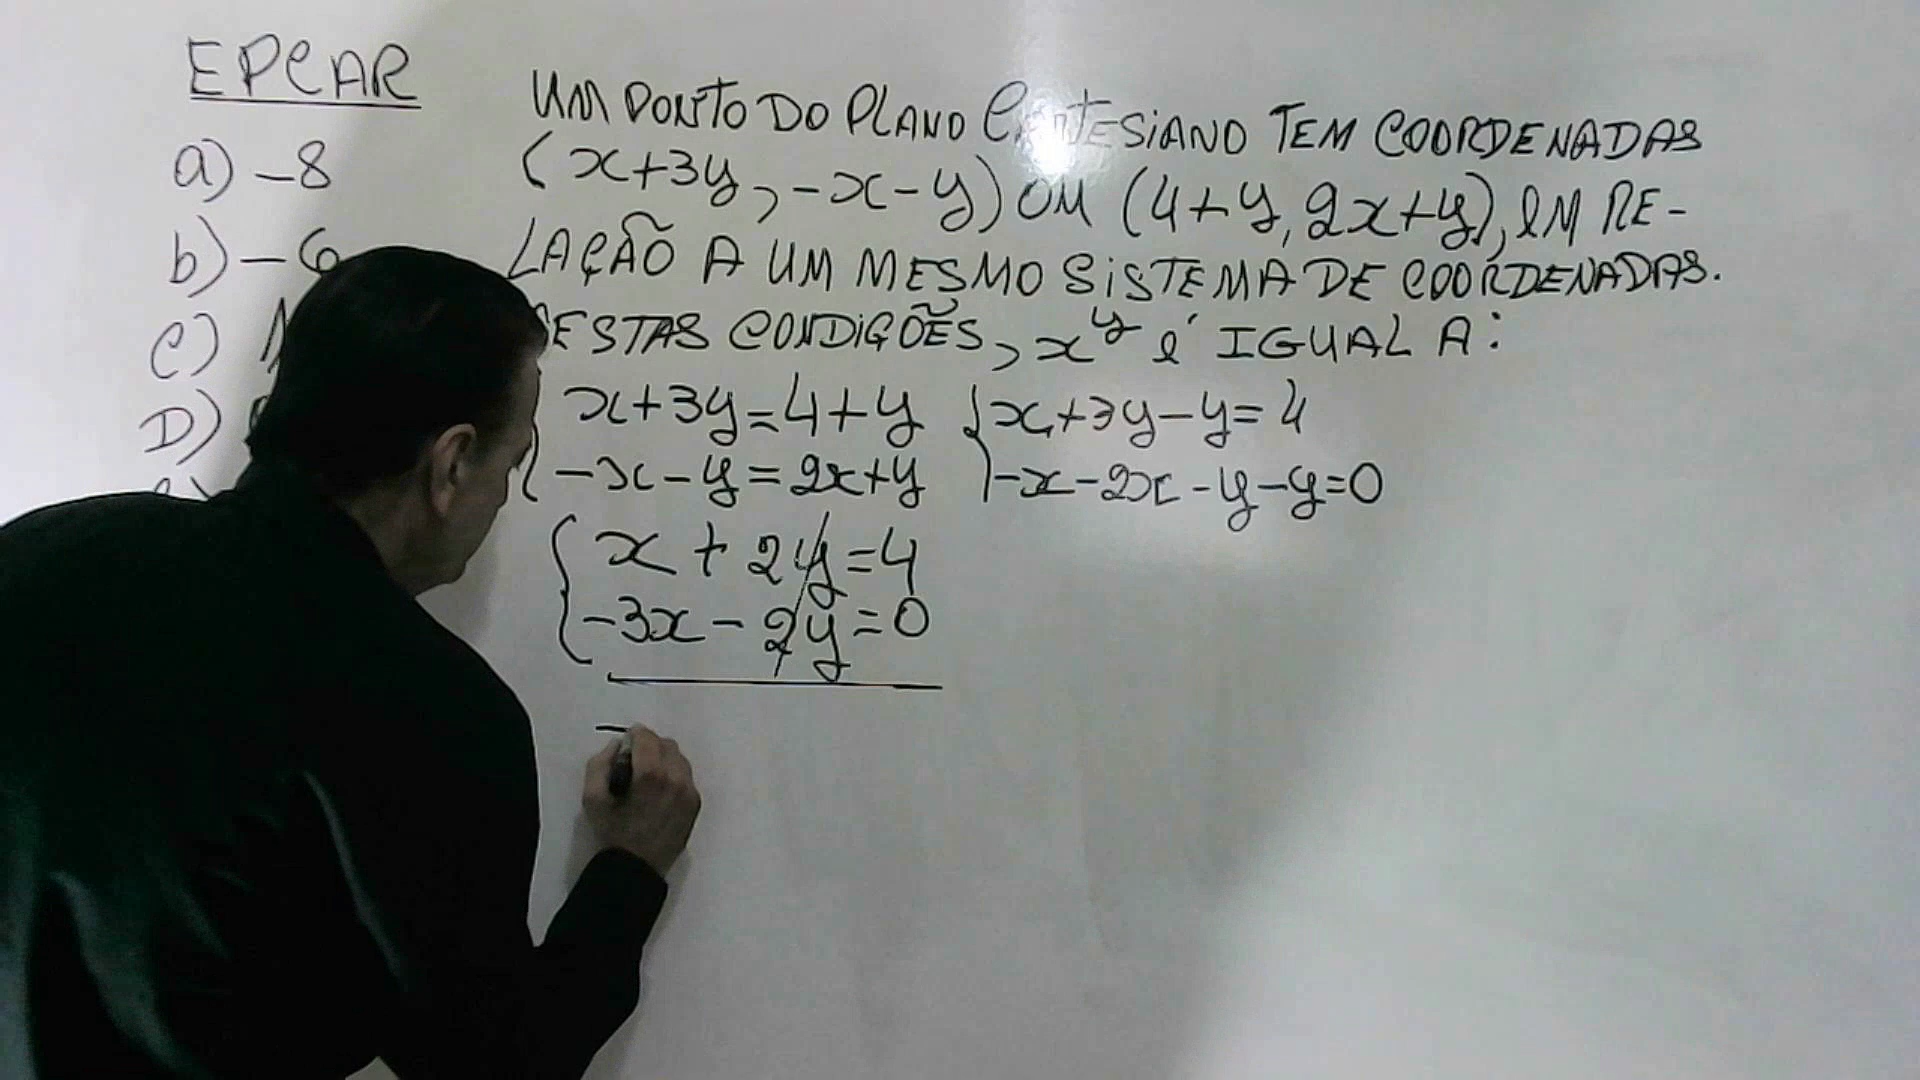 EPCAR
UM PONTO DO PLANO CARTESIANO TEM COORDENADAS
(x+3y, -x-y) OU (4+y, 2x+y), EM RE-
LAÇÃO A UM MESMO SISTEMA DE COORDENADAS.
ESTAS CONDIÇÕES, x^y é IGUAL A:
a) -8
b) -6
c) 1
D)
x+3y=4+y
-x-y=2x+y
x+3y-y=4
-x-2x-y-y=0
x+2y=4
-3x-2y=0
-